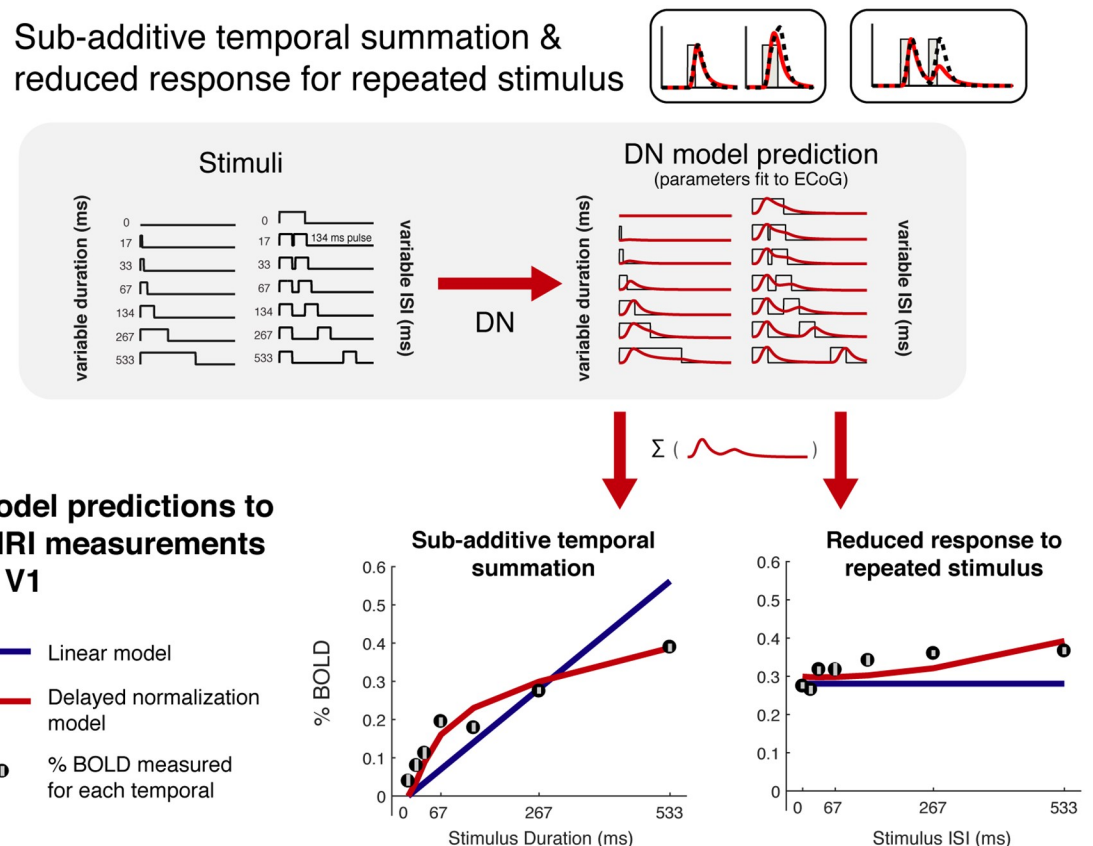 Sub-additive temporal summation &
reduced response for repeated stimulus
Stimuli
variable duration (ms)
0
17
33
67
134
267
533
0
17
134 ms pulse
33
67
134
267
533
variable ISI (ms)
DN
DN model prediction
(parameters fit to ECoG)
variable duration (ms)
variable ISI (ms)
Σ ( )
odel predictions to
MRI measurements
V1
Linear model
Delayed normalization
model
% BOLD measured
for each temporal
Sub-additive temporal
summation
% BOLD
0.6
0.5
0.4
0.3
0.2
0.1
0
0 67 267 533
Stimulus Duration (ms)
Reduced response to
repeated stimulus
0.6
0.5
0.4
0.3
0.2
0.1
0
0 67 267 533
Stimulus ISI (ms)